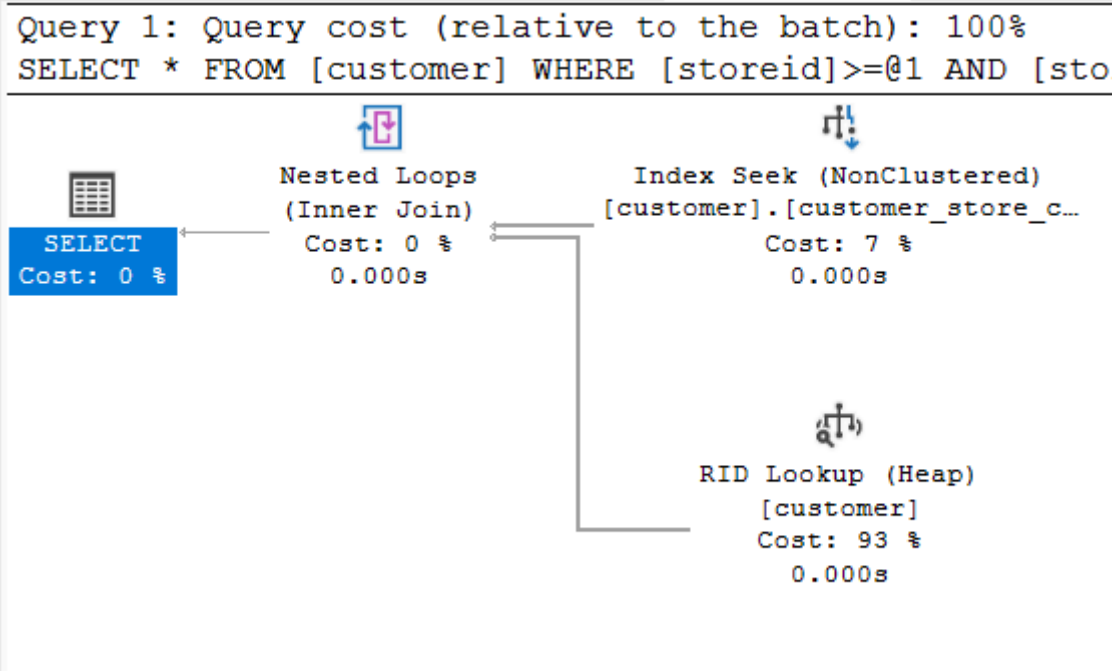 Query 1: Query cost (relative to the batch): 100%
SELECT * FROM [customer] WHERE [storeid]>=@1 AND [sto
SELECT
Cost: 0 %
Nested Loops
(Inner Join)
Cost: 0 %
0.000s
Index Seek (NonClustered)
[customer].[customer_store_c…
Cost: 7 %
0.000s
RID Lookup (Heap)
[customer]
Cost: 93 %
0.000s